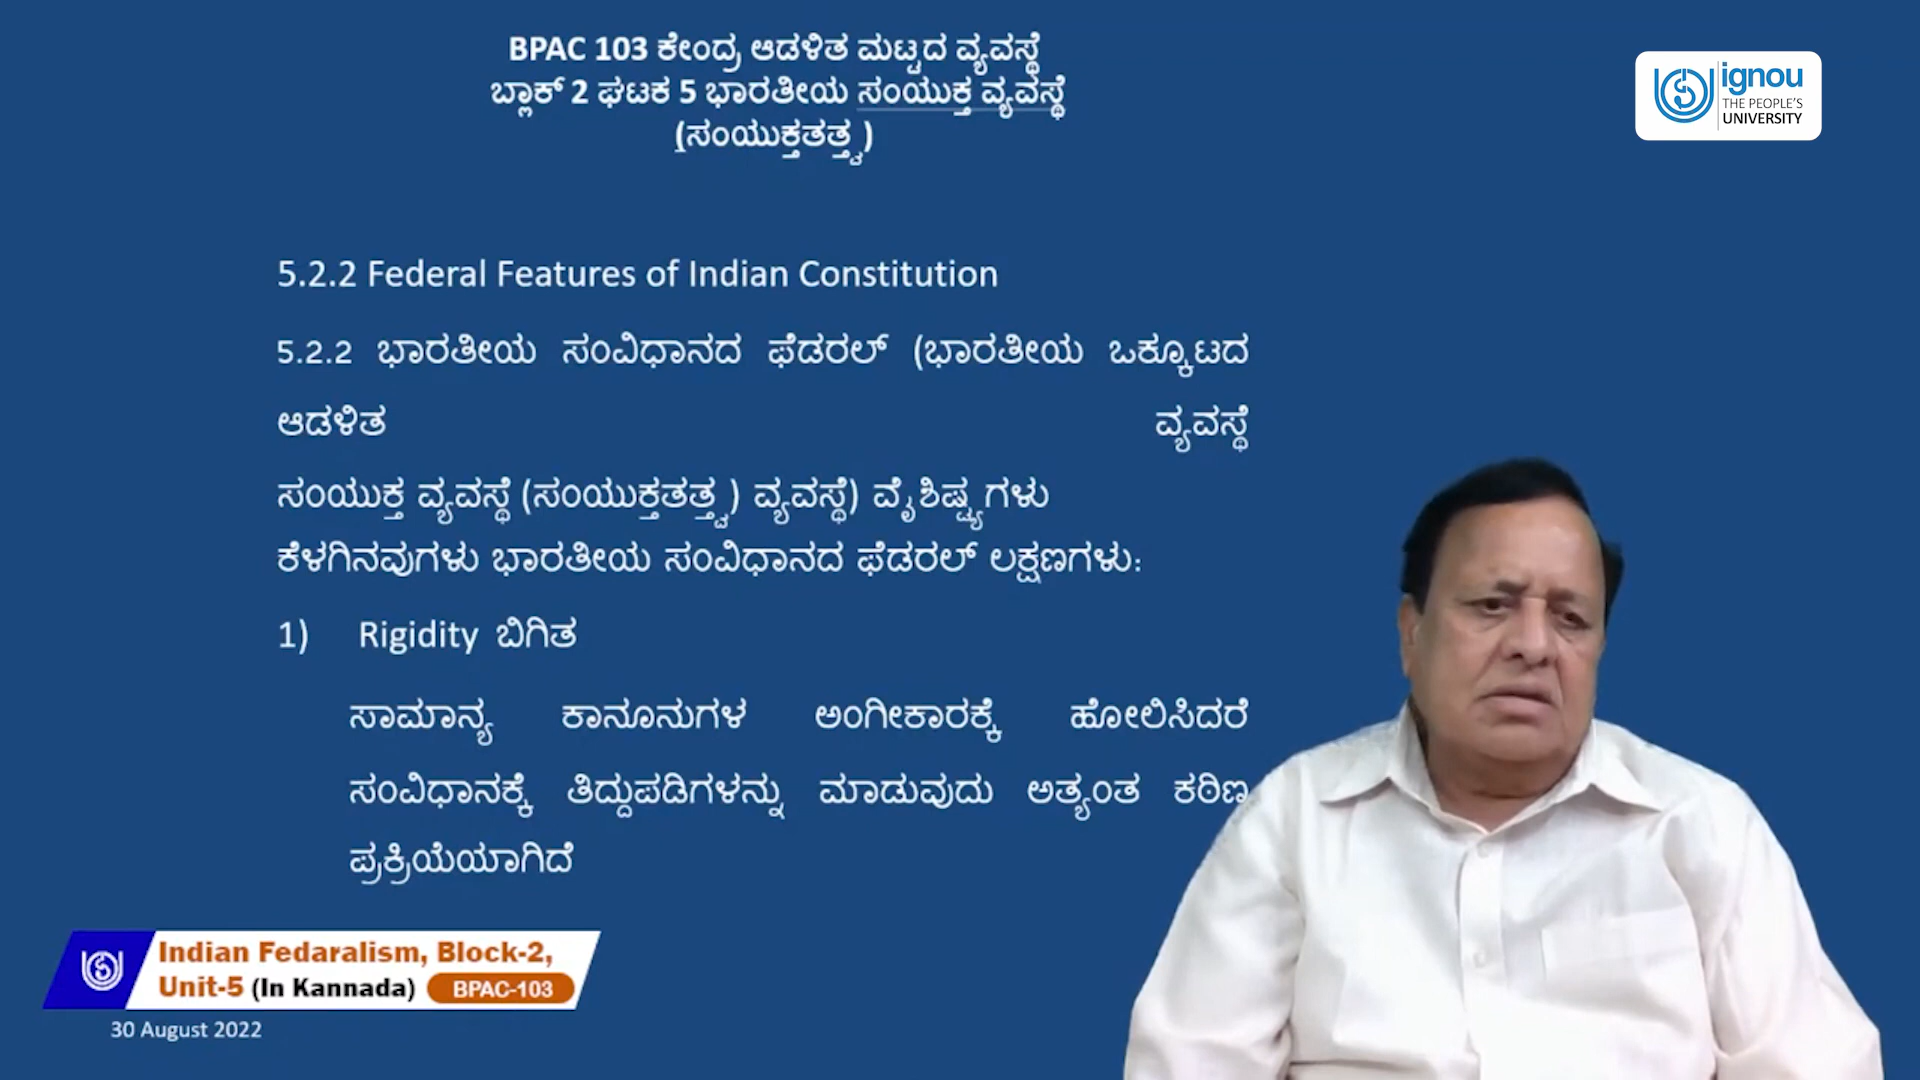 BPAC 103 ಕೇಂದ್ರ ಆಡಳಿತ ಮಟ್ಟದ ವ್ಯವಸ್ಥೆ
ಬ್ಲಾಕ್ 2 ಘಟಕ 5 ಭಾರತೀಯ ಸಂಯುಕ್ತ ವ್ಯವಸ್ಥೆ
(ಸಂಯುಕ್ತತತ್ತ್ವ)
ignou
THE PEOPLE'S
UNIVERSITY
5.2.2 Federal Features of Indian Constitution
5.2.2 ಭಾರತೀಯ ಸಂವಿಧಾನದ ಫೆಡರಲ್ (ಭಾರತೀಯ ಒಕ್ಕೂಟದ
ಆಡಳಿತ ವ್ಯವಸ್ಥೆ
ಸಂಯುಕ್ತ ವ್ಯವಸ್ಥೆ (ಸಂಯುಕ್ತತತ್ತ್ವ) ವ್ಯವಸ್ಥೆ) ವೈಶಿಷ್ಟ್ಯಗಳು
ಕೆಳಗಿನವುಗಳು ಭಾರತೀಯ ಸಂವಿಧಾನದ ಫೆಡರಲ್ ಲಕ್ಷಣಗಳು:
1) Rigidity ಬಿಗಿತ
ಸಾಮಾನ್ಯ ಕಾನೂನುಗಳ ಅಂಗೀಕಾರಕ್ಕೆ ಹೋಲಿಸಿದರೆ
ಸಂವಿಧಾನಕ್ಕೆ ತಿದ್ದುಪಡಿಗಳನ್ನು ಮಾಡುವುದು ಅತ್ಯಂತ ಕಠಿಣ
ಪ್ರಕ್ರಿಯೆಯಾಗಿದೆ
Indian Fedaralism, Block-2,
Unit-5 (In Kannada) BPAC-103
30 August 2022